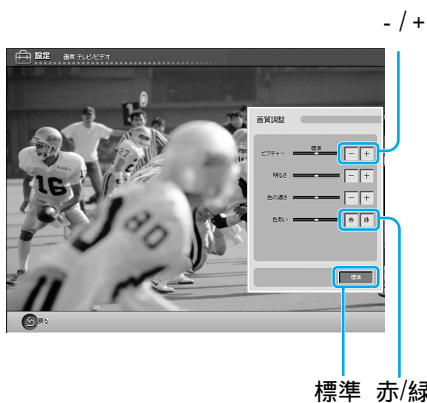 - / +
設定 画質 テレビ/ビデオ
画質調整
標準
ピクチャー - +
明るさ - +
色の濃さ - +
色あい 赤 緑
標準
戻る
16
80
標準 赤/緑